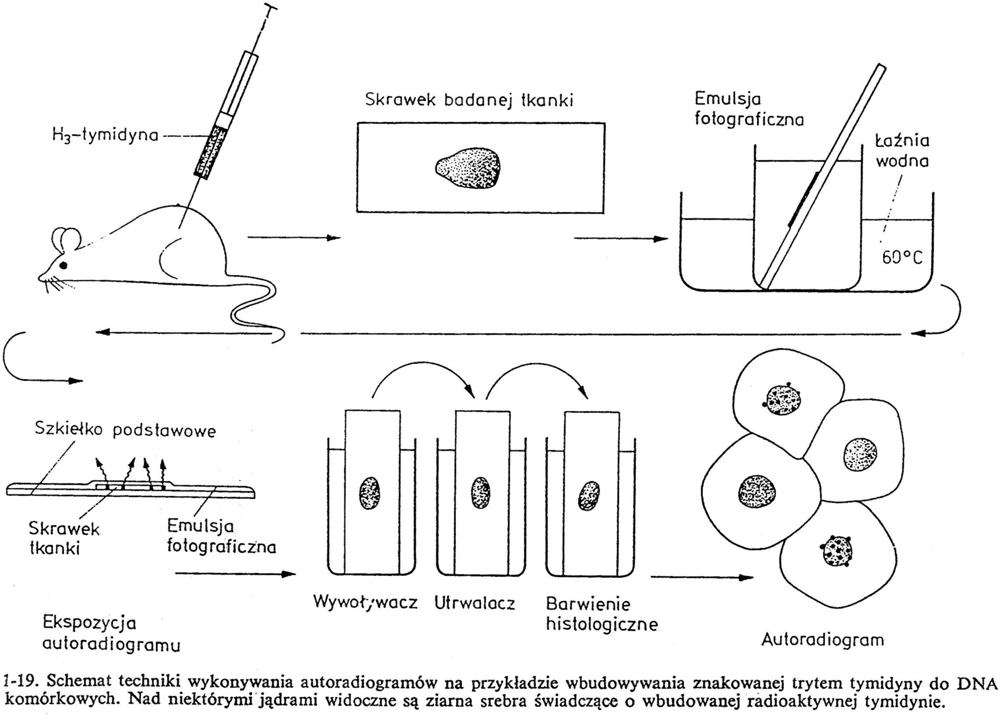 H₃-tymidyna
Skrawek badanej tkanki
Emulsja
fotograficzna
Łaźnia
wodna
60°C
Szkiełko podstawowe
Skrawek
tkanki
Emulsja
fotograficzna
Ekspozycja
autoradiogramu
Wywoływacz
Utrwalacz
Barwienie
histologiczne
Autoradiogram
1-19. Schemat techniki wykonywania autoradiogramów na przykładzie wbudowywania znakowanej trytem tymidyny do DNA
komórkowych. Nad niektórymi jądrami widoczne są ziarna srebra świadczące o wbudowanej radioaktywnej tymidynie.